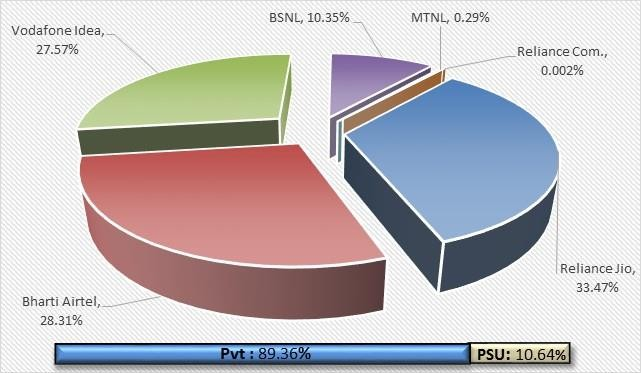 BSNL, 10.35%
MTNL, 0.29%
Vodafone Idea,
27.57%
Reliance Com.,
0.002%
Reliance Jio,
33.47%
Bharti Airtel,
28.31%
Pvt : 89.36%
PSU: 10.64%